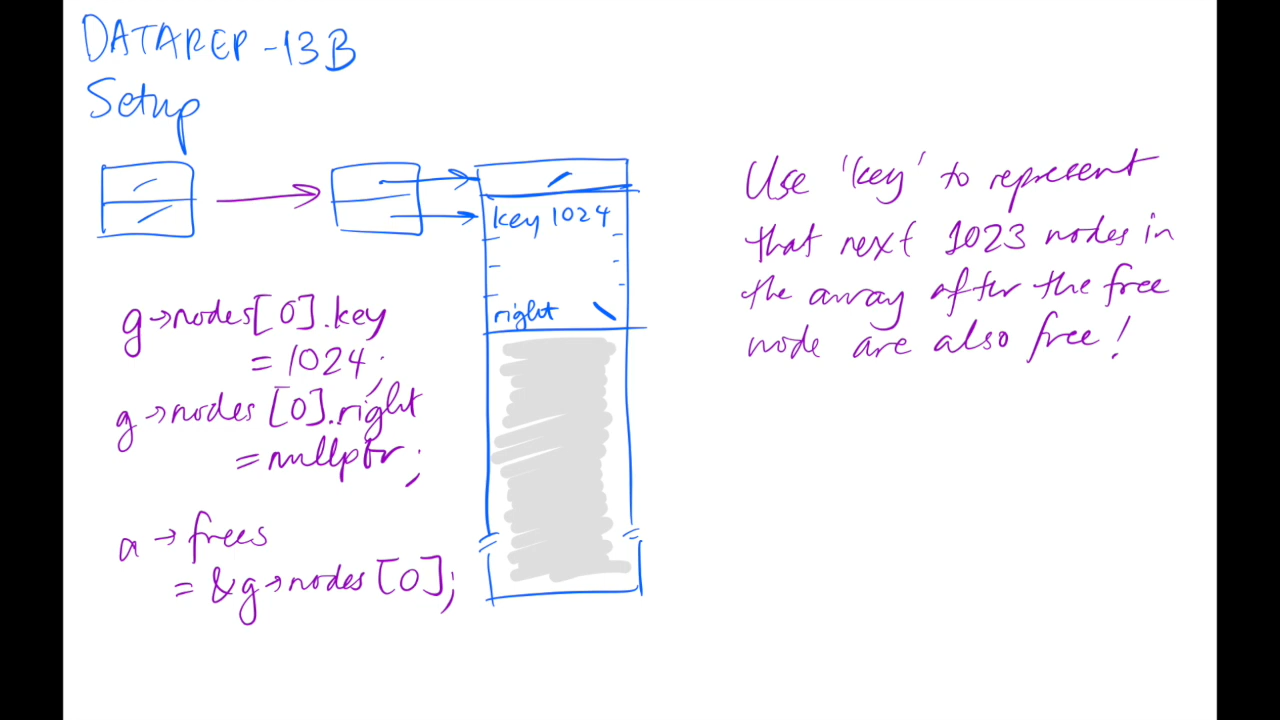 DATAREP-13B
Setup
key 1024
right
g→nodes[0].key
= 1024;
g→nodes[0].right
= nullptr;
a→frees
= &g→nodes[0];
Use 'key' to represent
that next 1023 nodes in
the array after the free
node are also free!